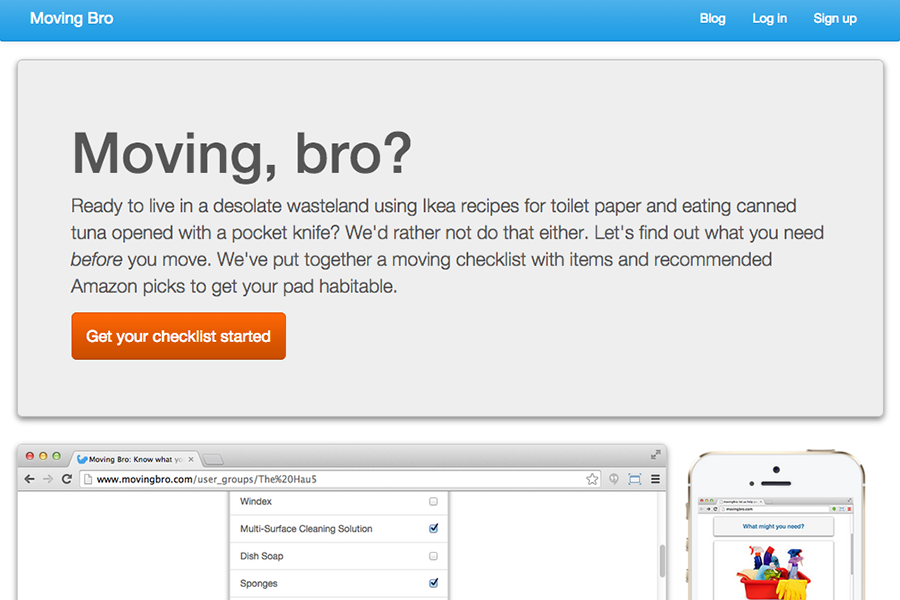 Moving Bro
Blog Log in Sign up
Moving, bro?
Ready to live in a desolate wasteland using Ikea recipes for toilet paper and eating canned
tuna opened with a pocket knife? We'd rather not do that either. Let's find out what you need
before you move. We've put together a moving checklist with items and recommended
Amazon picks to get your pad habitable.
Get your checklist started
Moving Bro: Know what yo
www.movingbro.com/user_groups/The%20Hau5
Windex
Multi-Surface Cleaning Solution
Dish Soap
Sponges
movingbro.com
What might you need?